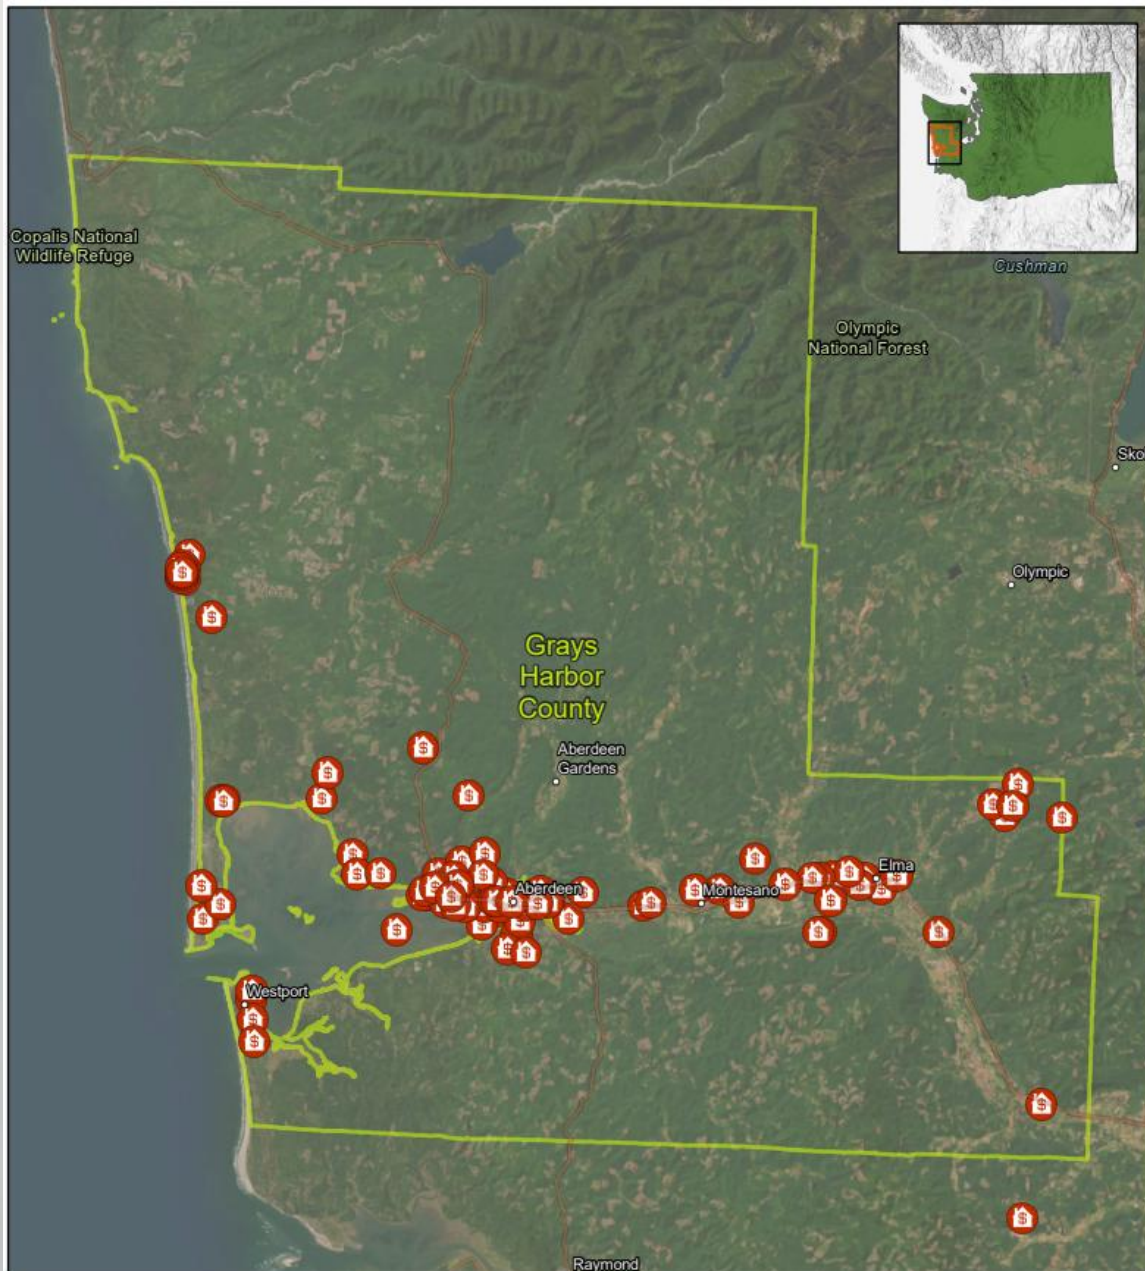 Copalis National
Wildlife Refuge
Cushman
Olympic
National Forest
Sko
Olympic
Grays
Harbor
County
Aberdeen
Gardens
Elma
Aberdeen
Montesano
Westport
Raymond